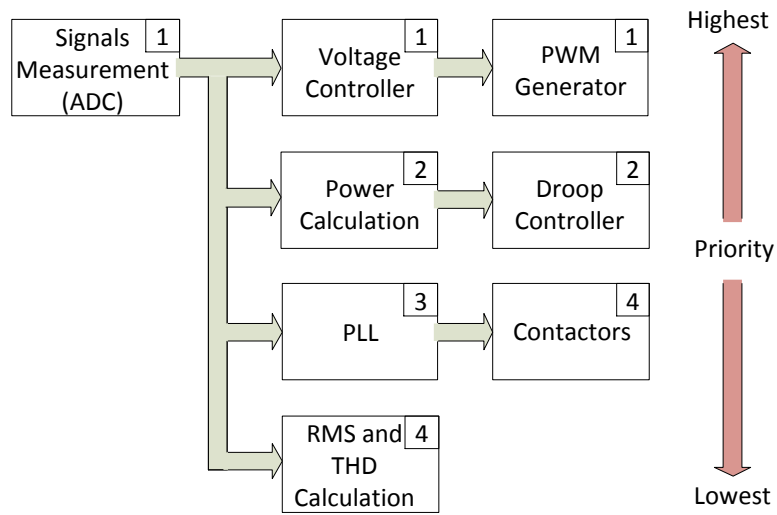 Signals
Measurement
(ADC)
1
Voltage
Controller
1
PWM
Generator
1
Power
Calculation
2
Droop
Controller
2
PLL
3
Contactors
4
RMS and
THD
Calculation
4
Highest
Priority
Lowest